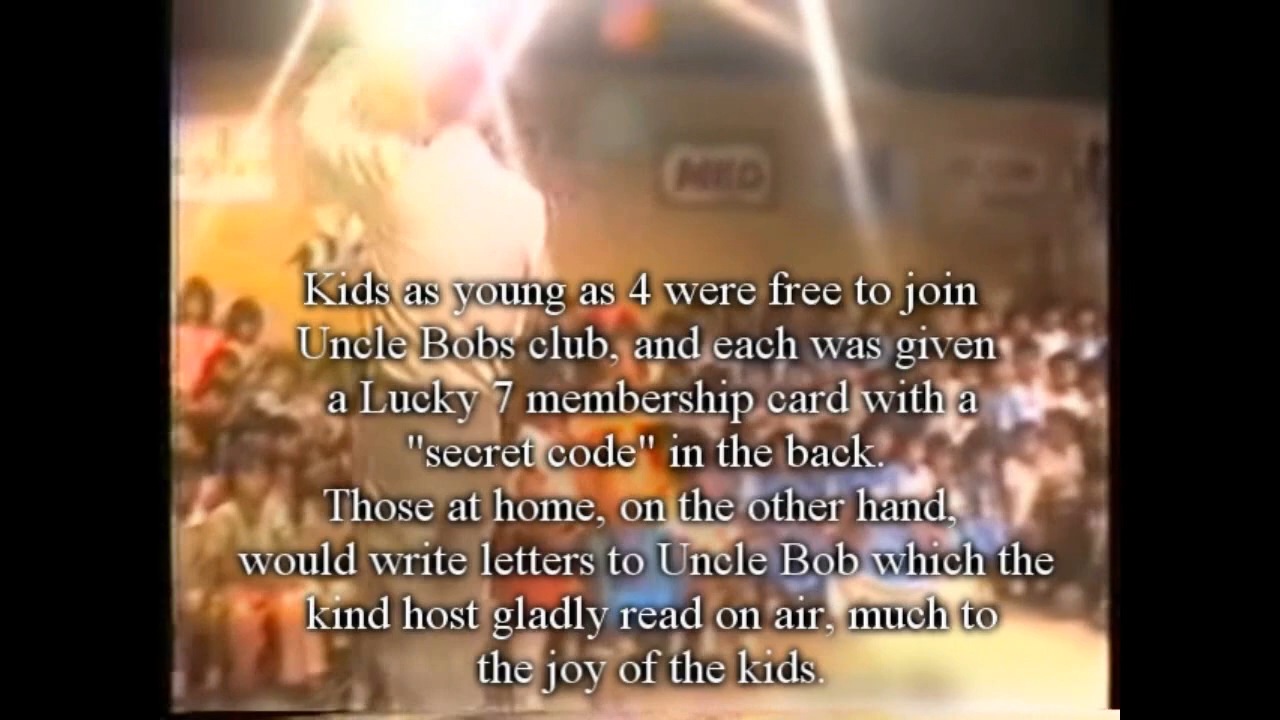 Kids as young as 4 were free to join
Uncle Bobs club, and each was given
a Lucky 7 membership card with a
"secret code" in the back.
Those at home, on the other hand,
would write letters to Uncle Bob which the
kind host gladly read on air, much to
the joy of the kids.